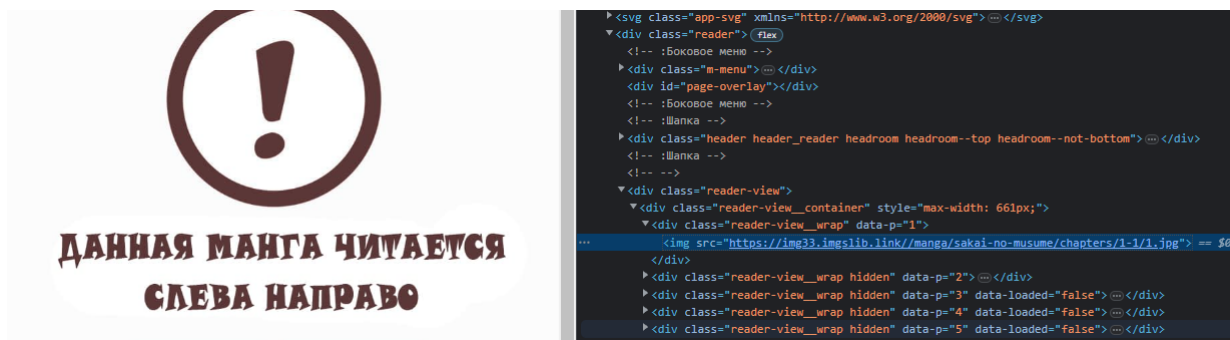 !
ДАННАЯ МАНГА ЧИТАЕТСЯ
СЛЕВА НАПРАВО
▶<svg class="app-svg" xmlns="http://www.w3.org/2000/svg">…</svg>
▼<div class="reader"> flex
<!-- :Боковое меню -->
▶<div class="m-menu">…</div>
<div id="page-overlay"></div>
<!-- :Боковое меню -->
<!-- :Шапка -->
▶<div class="header header_reader headroom headroom--top headroom--not-bottom">…</div>
<!-- :Шапка -->
<!-- -->
▼<div class="reader-view">
▼<div class="reader-view__container" style="max-width: 661px;">
▼<div class="reader-view__wrap" data-p="1">
… <img src="https://img33.imgslib.link//manga/sakai-no-musume/chapters/1-1/1.jpg"> == $0
</div>
▶<div class="reader-view__wrap hidden" data-p="2">…</div>
▶<div class="reader-view__wrap hidden" data-p="3" data-loaded="false">…</div>
▶<div class="reader-view__wrap hidden" data-p="4" data-loaded="false">…</div>
▶<div class="reader-view__wrap hidden" data-p="5" data-loaded="false">…</div>